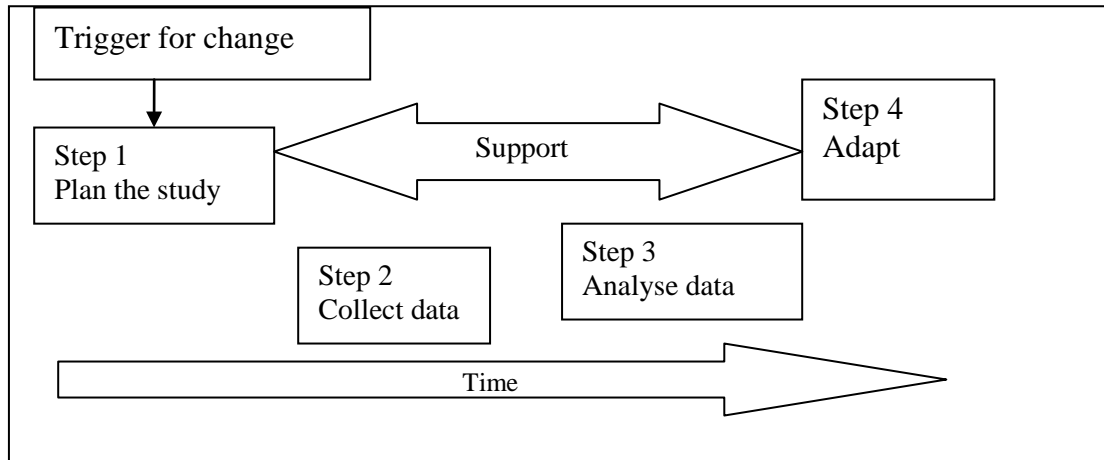 Trigger for change
Step 1
Plan the study
Support
Step 4
Adapt
Step 2
Collect data
Step 3
Analyse data
Time